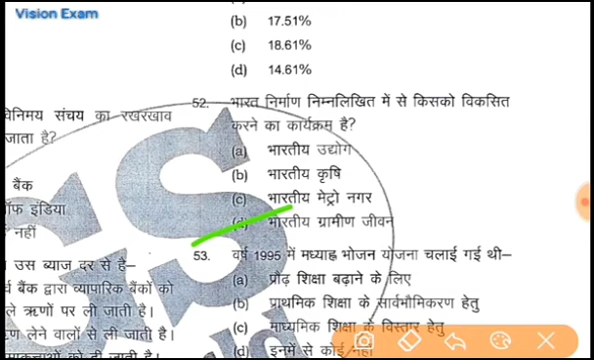 Vision Exam
(b) 17.51%
(c) 18.61%
(d) 14.61%
विनिमय संचय का रखरखाव
जाता है?
बैंक
ऑफ इंडिया
नहीं
52. भारत निर्माण निम्नलिखित में से किसको विकसित
करने का कार्यक्रम है?
(a) भारतीय उद्योग
(b) भारतीय कृषि
(c) भारतीय मेट्रो नगर
(d) भारतीय ग्रामीण जीवन
उस ब्याज दर से है–
बैंक द्वारा व्यापारिक बैंकों को
ले ऋणों पर ली जाती है।
लेने वालों से ली जाती है।
53. वर्ष 1995 में मध्याह्न भोजन योजना चलाई गई थी–
(a) प्रौढ़ शिक्षा बढ़ाने के लिए
(b) प्राथमिक शिक्षा के सार्वभौमिकरण हेतु
(c) माध्यमिक शिक्षा के विस्तार हेतु
(d) इनमें से कोई नहीं